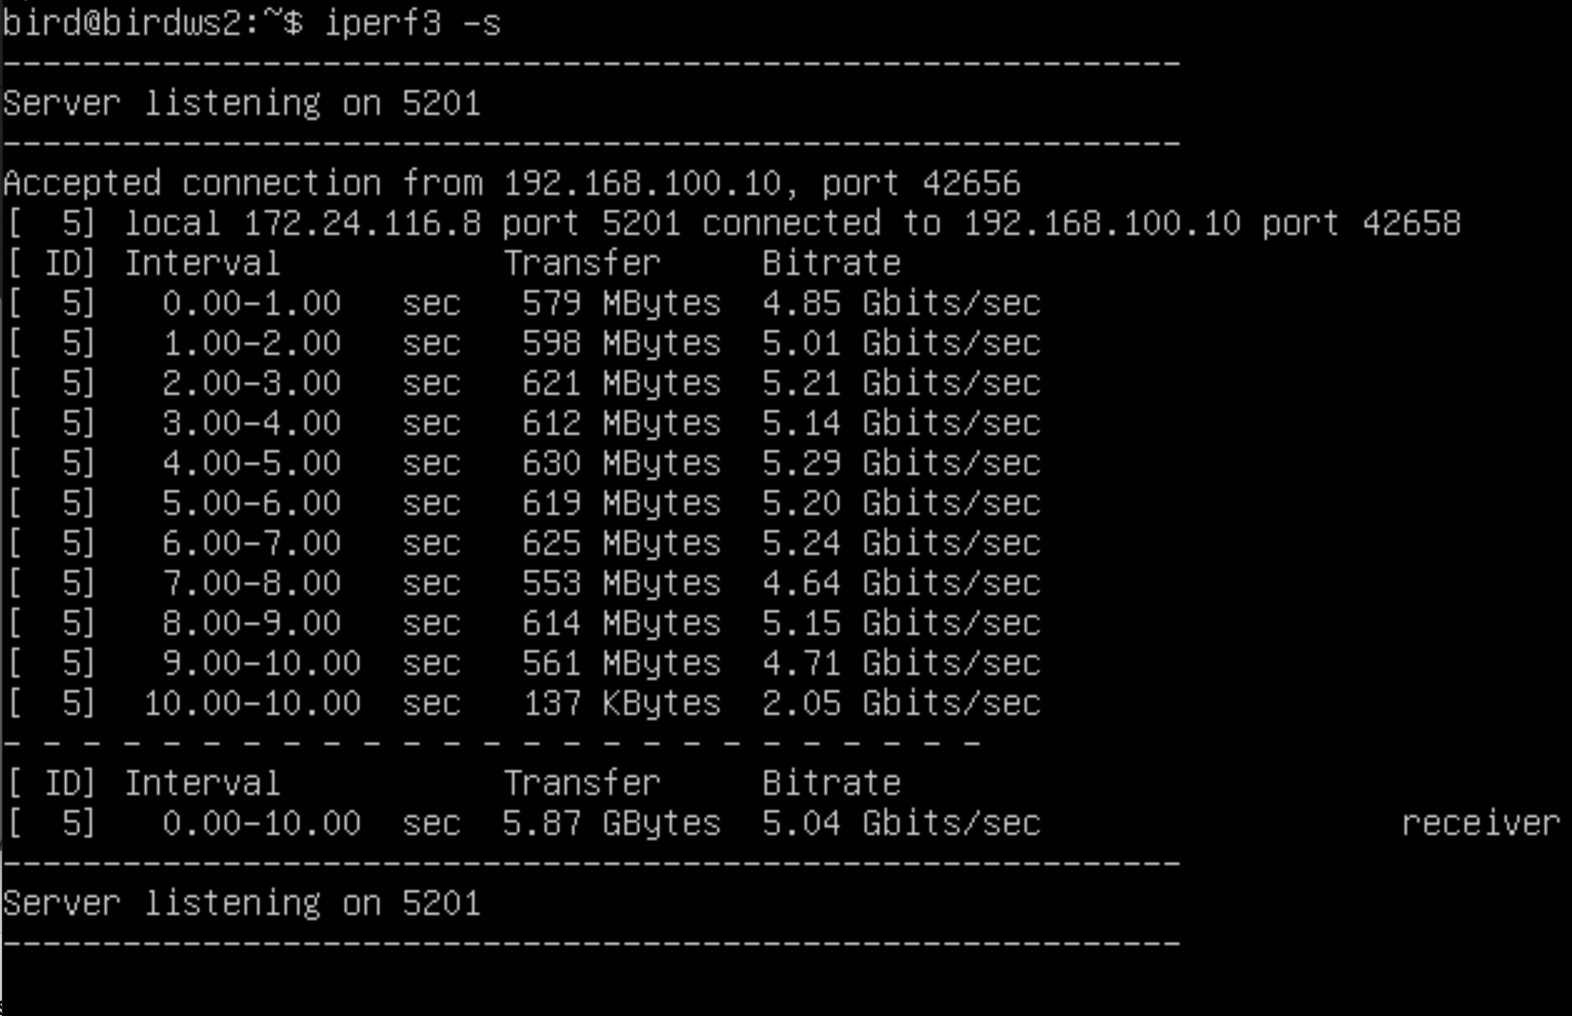 bird@birdws2:~$ iperf3 -s
-----------------------------------------------------------
Server listening on 5201
-----------------------------------------------------------
Accepted connection from 192.168.100.10, port 42656
[  5] local 172.24.116.8 port 5201 connected to 192.168.100.10 port 42658
[ ID] Interval           Transfer     Bitrate
[  5]   0.00-1.00   sec   579 MBytes  4.85 Gbits/sec
[  5]   1.00-2.00   sec   598 MBytes  5.01 Gbits/sec
[  5]   2.00-3.00   sec   621 MBytes  5.21 Gbits/sec
[  5]   3.00-4.00   sec   612 MBytes  5.14 Gbits/sec
[  5]   4.00-5.00   sec   630 MBytes  5.29 Gbits/sec
[  5]   5.00-6.00   sec   619 MBytes  5.20 Gbits/sec
[  5]   6.00-7.00   sec   625 MBytes  5.24 Gbits/sec
[  5]   7.00-8.00   sec   553 MBytes  4.64 Gbits/sec
[  5]   8.00-9.00   sec   614 MBytes  5.15 Gbits/sec
[  5]   9.00-10.00  sec   561 MBytes  4.71 Gbits/sec
[  5]  10.00-10.00  sec   137 KBytes  2.05 Gbits/sec
- - - - - - - - - - - - - - - - - - - - - - - - -
[ ID] Interval           Transfer     Bitrate
[  5]   0.00-10.00  sec  5.87 GBytes  5.04 Gbits/sec                  receiver
-----------------------------------------------------------
Server listening on 5201
-----------------------------------------------------------